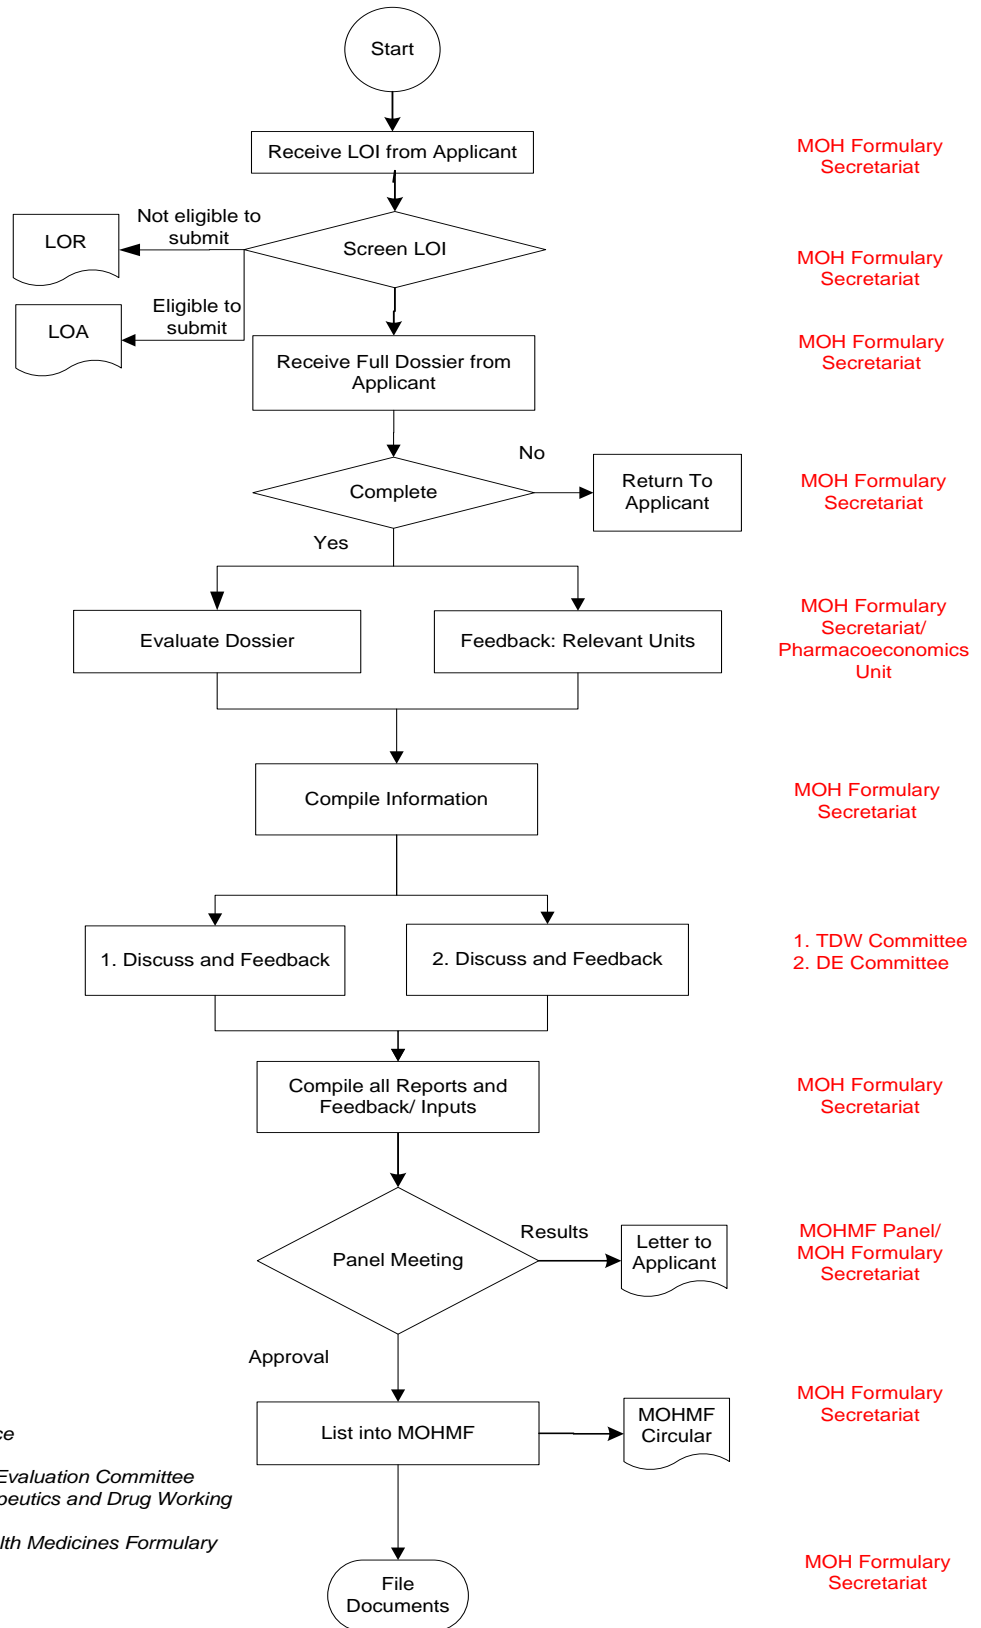 Start
Receive LOI from Applicant
MOH Formulary
Secretariat
Not eligible to
submit
LOR
Screen LOI
MOH Formulary
Secretariat
Eligible to
submit
LOA
Receive Full Dossier from
Applicant
MOH Formulary
Secretariat
No
Complete
Return To
Applicant
MOH Formulary
Secretariat
Yes
Evaluate Dossier
Feedback: Relevant Units
MOH Formulary
Secretariat/
Pharmacoeconomics
Unit
Compile Information
MOH Formulary
Secretariat
1. Discuss and Feedback
2. Discuss and Feedback
1. TDW Committee
2. DE Committee
Compile all Reports and
Feedback/ Inputs
MOH Formulary
Secretariat
Panel Meeting
Results
Letter to
Applicant
MOHMF Panel/
MOH Formulary
Secretariat
Approval
List into MOHMF
MOHMF
Circular
MOH Formulary
Secretariat
Evaluation Committee
and Drug Working
Medicines Formulary
File
Documents
MOH Formulary
Secretariat